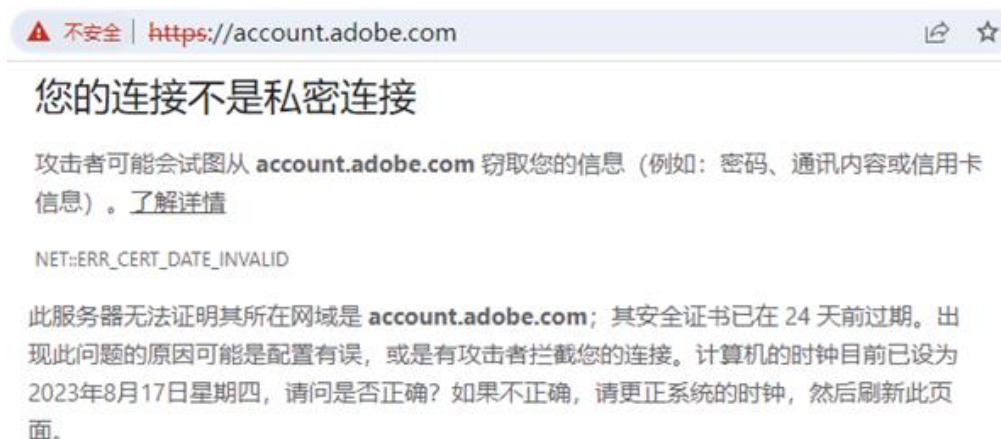 不安全 | https://account.adobe.com
您的连接不是私密连接
攻击者可能会试图从 account.adobe.com 窃取您的信息（例如：密码、通讯内容或信用卡
信息）。了解详情
NET::ERR_CERT_DATE_INVALID
此服务器无法证明其所在网域是 account.adobe.com；其安全证书已在 24 天前过期。出
现此问题的原因可能是配置有误，或是有攻击者拦截您的连接。计算机的时钟目前已设为
2023年8月17日星期四，请问是否正确？如果不正确，请更正系统的时钟，然后刷新此页
面。